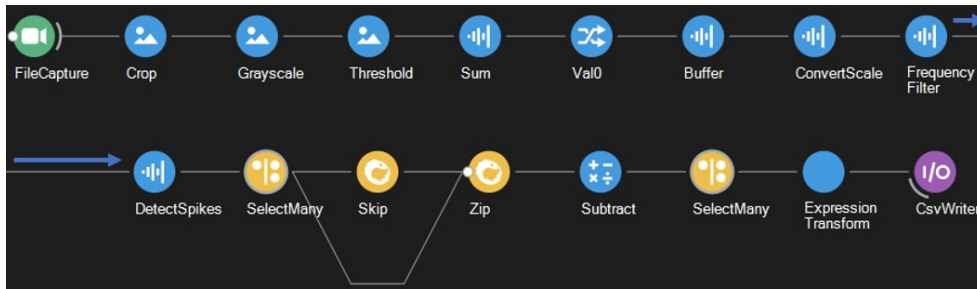 FileCapture
Crop
Grayscale
Threshold
Sum
Val0
Buffer
ConvertScale
Frequency
Filter
DetectSpikes
SelectMany
Skip
Zip
Subtract
SelectMany
Expression
Transform
I/O
CsvWriter